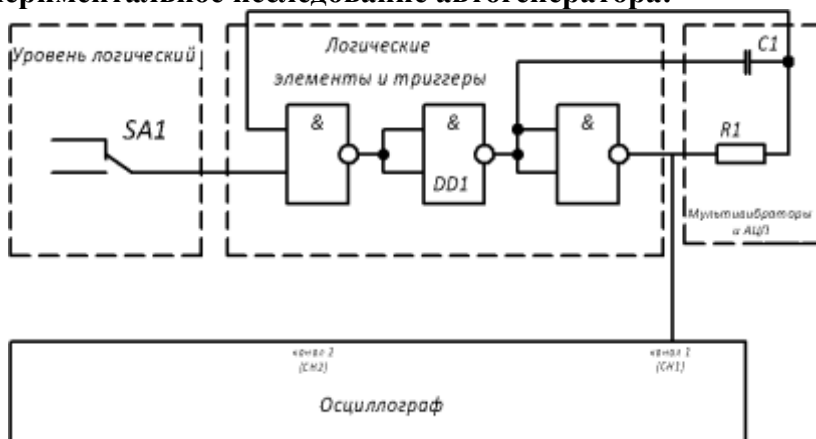 периментальное исследование автогенератора.
Уровень логический
Логические
элементы и триггеры
C1
SA1
&
&
&
R1
DD1
Мультивибраторы
и АЦП
канал 2
(CH2)
канал 1
(CH1)
Осциллограф